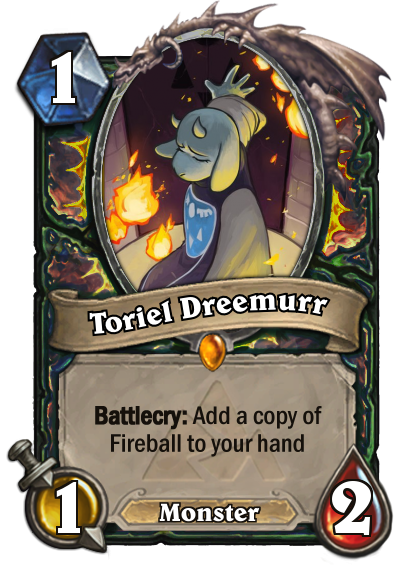 1
Toriel Dreemurr
Battlecry: Add a copy of
Fireball to your hand
1
Monster
2